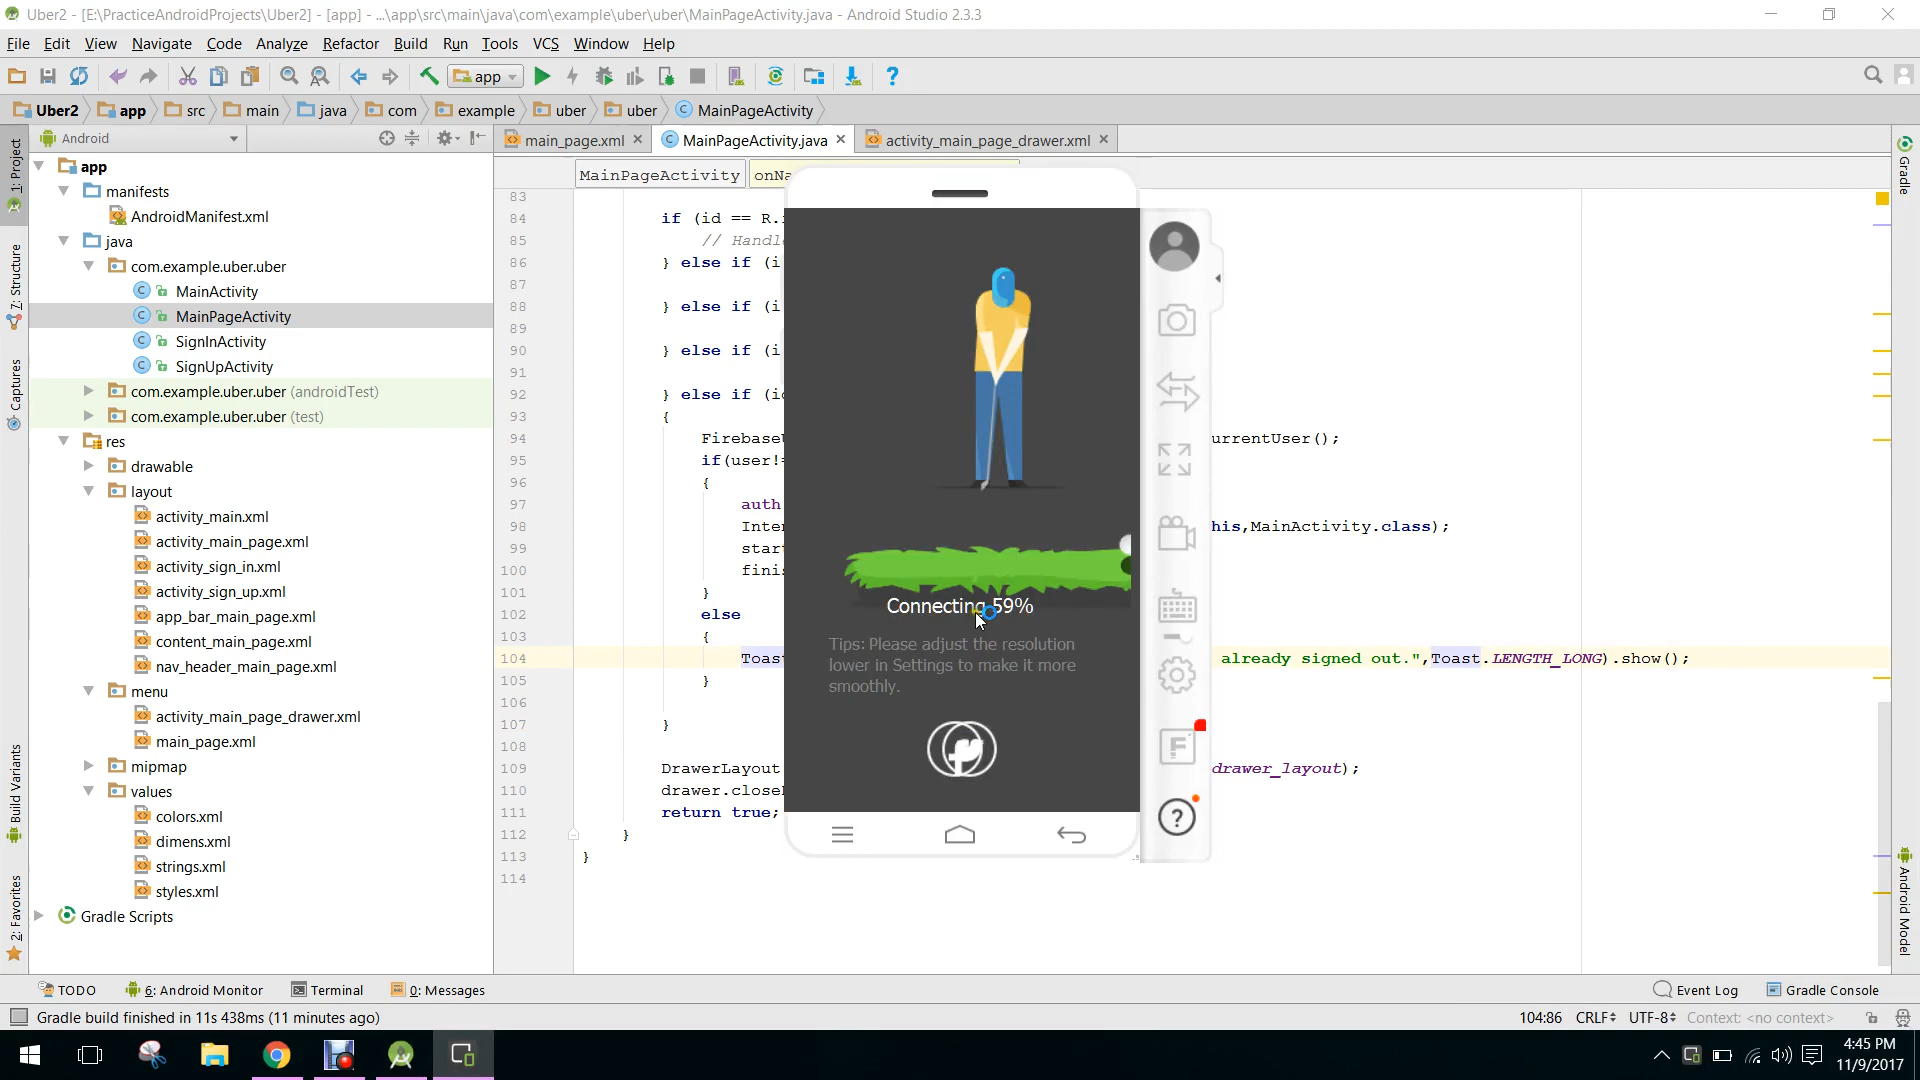 Uber2 - [E:\PracticeAndroidProjects\Uber2] - [app] - ...\app\src\main\java\com\example\uber\uber\MainPageActivity.java - Android Studio 2.3.3
File Edit View Navigate Code Analyze Refactor Build Run Tools VCS Window Help
app
Uber2 app src main java com example uber uber MainPageActivity
Android
main_page.xml MainPageActivity.java activity_main_page_drawer.xml
1: Project
7: Structure
Captures
Build Variants
2: Favorites
app
manifests
AndroidManifest.xml
java
com.example.uber.uber
MainActivity
MainPageActivity
SignInActivity
SignUpActivity
com.example.uber.uber (androidTest)
com.example.uber.uber (test)
res
drawable
layout
activity_main.xml
activity_main_page.xml
activity_sign_in.xml
activity_sign_up.xml
app_bar_main_page.xml
content_main_page.xml
nav_header_main_page.xml
menu
activity_main_page_drawer.xml
main_page.xml
mipmap
values
colors.xml
dimens.xml
strings.xml
styles.xml
Gradle Scripts
MainPageActivity onNa
83
84 if (id == R.
85 // Handl
86 } else if (i
87
88 } else if (i
89
90 } else if (i
91
92 } else if (i
93 {
94 Firebase urrentUser();
95 if(user!=
96 {
97 auth
98 Inte his,MainActivity.class);
99 star
100 fini
101 }
102 else
103 {
104 Toast already signed out.",Toast.LENGTH_LONG).show();
105 }
106
107 }
108
109 DrawerLayout drawer_layout);
110 drawer.close
111 return true;
112 }
113 }
114
Connecting 59%
Tips: Please adjust the resolution
lower in Settings to make it more
smoothly.
F
?
Gradle
Android Model
TODO 6: Android Monitor Terminal 0: Messages Event Log Gradle Console
Gradle build finished in 11s 438ms (11 minutes ago) 104:86 CRLF UTF-8 Context: <no context>
4:45 PM
11/9/2017